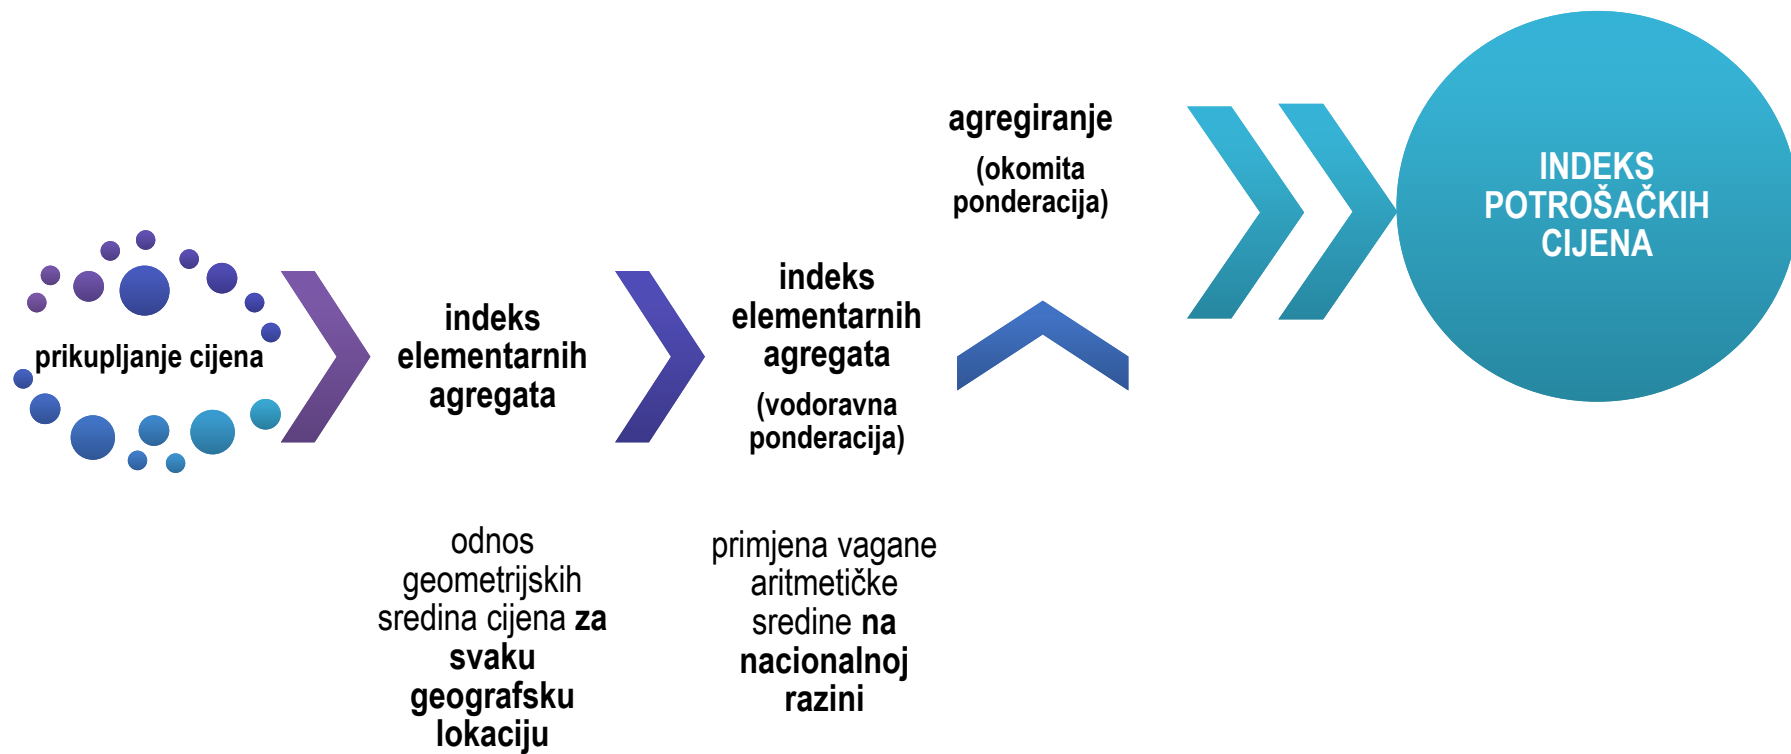 prikupljanje cijena
indeks
elementarnih
agregata
odnos
geometrijskih
sredina cijena za
svaku
geografsku
lokaciju
indeks
elementarnih
agregata
(vodoravna
ponderacija)
primjena vagane
aritmetičke
sredine na
nacionalnoj
razini
agregiranje
(okomita
ponderacija)
INDEKS
POTROŠAČKIH
CIJENA